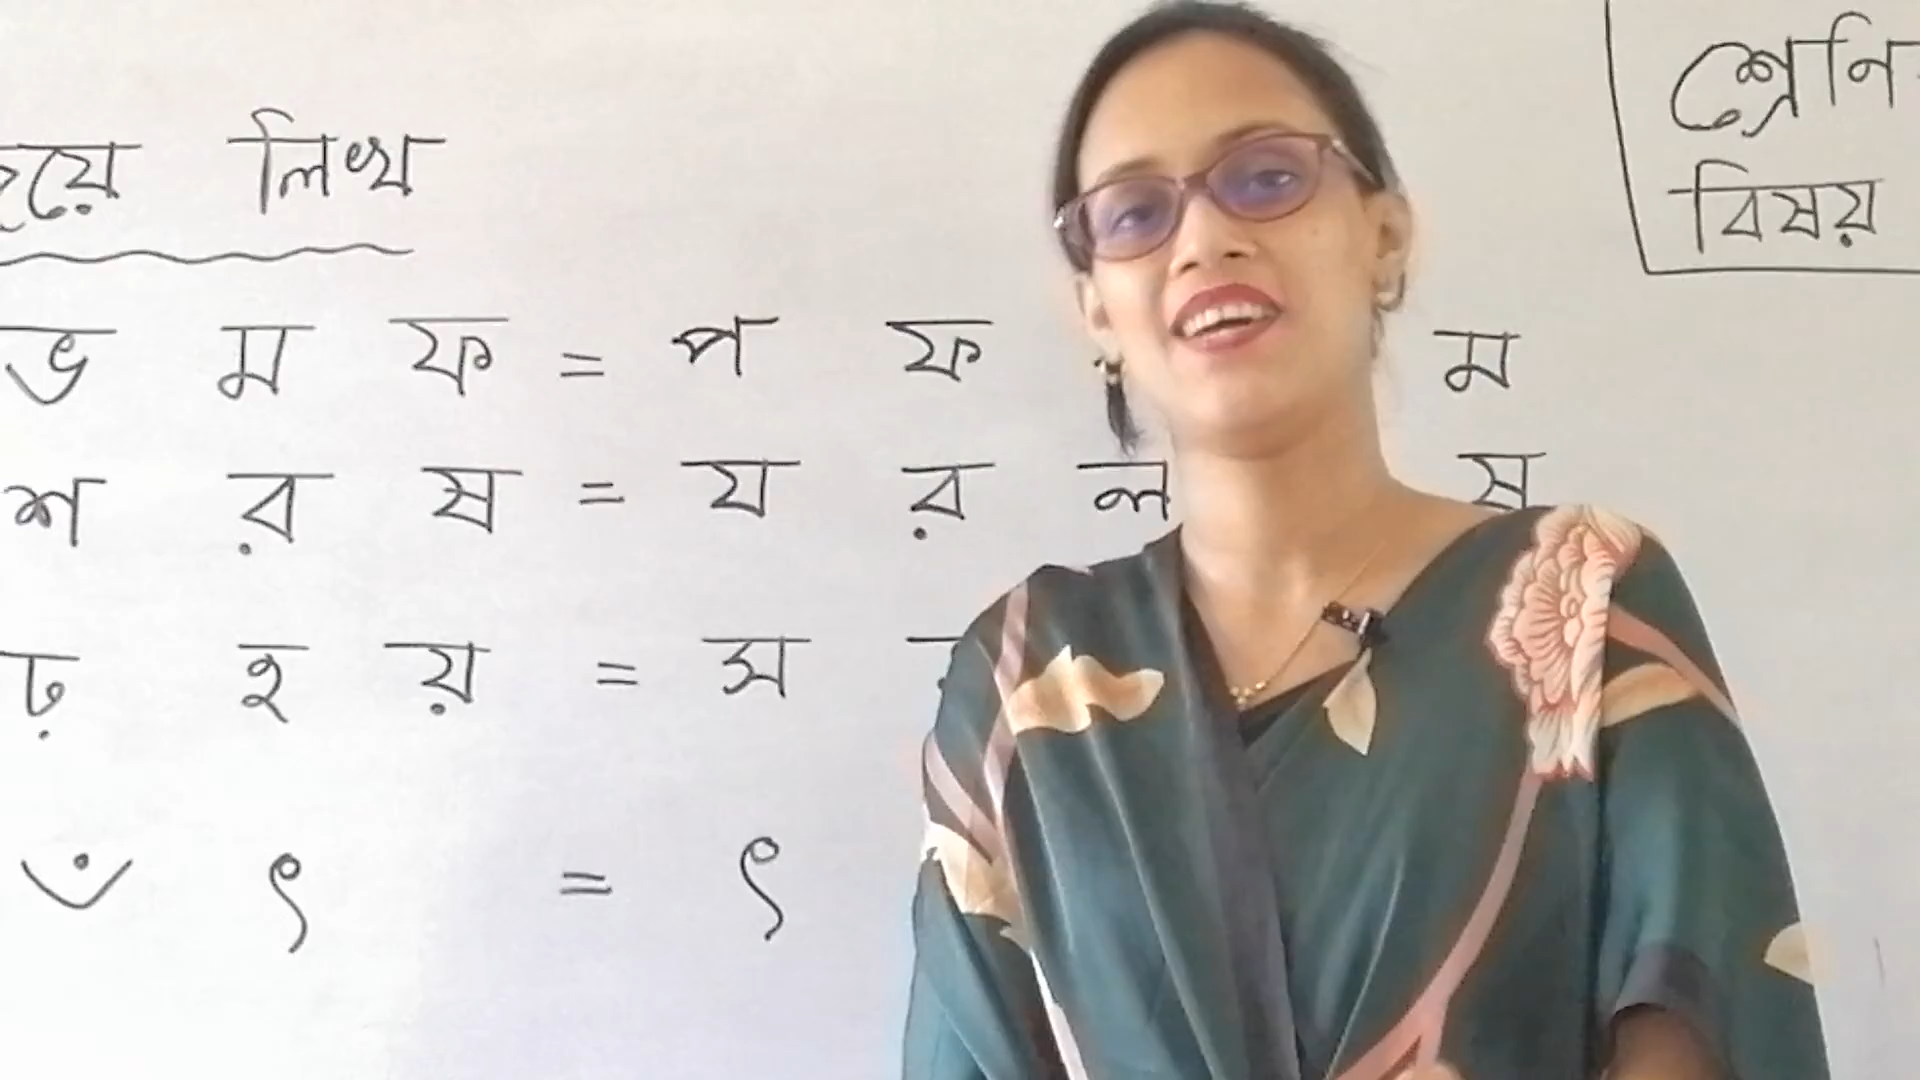 লিখ
শ্রেণি
বিষয়
ভ ম ফ = প ফ ম
শ র ষ = য র ল ষ
ঢ় হ য় = স
ঁ ৎ = ৎ